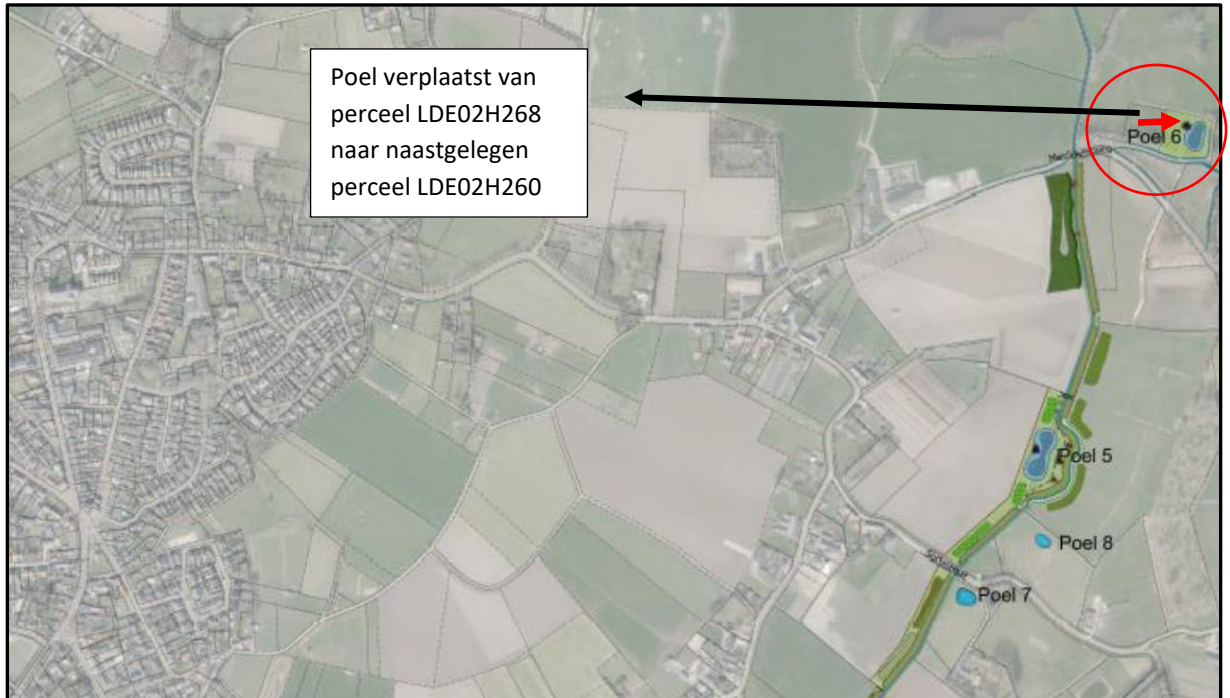 Poel verplaatst van
perceel LDE02H268
naar naastgelegen
perceel LDE02H260
Poel 6
Poel 5
Poel 8
Poel 7